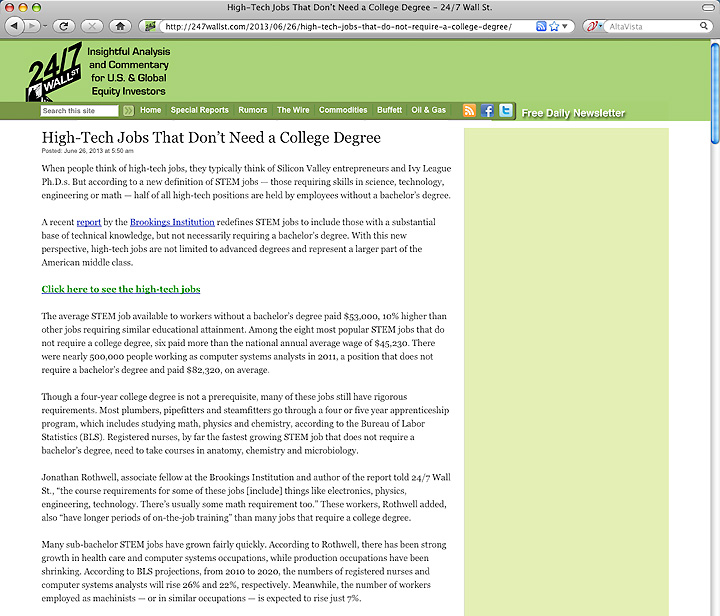 High-Tech Jobs That Don't Need a College Degree – 24/7 Wall St.
http://247wallst.com/2013/06/26/high-tech-jobs-that-do-not-require-a-college-degree/
AltaVista
24/7
WALL ST
Insightful Analysis
and Commentary
for U.S. & Global
Equity Investors
Search this site
Home Special Reports Rumors The Wire Commodities Buffett Oil & Gas
Free Daily Newsletter
High-Tech Jobs That Don't Need a College Degree
Posted: June 26, 2013 at 5:50 am
When people think of high-tech jobs, they typically think of Silicon Valley entrepreneurs and Ivy League
Ph.D.s. But according to a new definition of STEM jobs — those requiring skills in science, technology,
engineering or math — half of all high-tech positions are held by employees without a bachelor's degree.
A recent report by the Brookings Institution redefines STEM jobs to include those with a substantial
base of technical knowledge, but not necessarily requiring a bachelor's degree. With this new
perspective, high-tech jobs are not limited to advanced degrees and represent a larger part of the
American middle class.
Click here to see the high-tech jobs
The average STEM job available to workers without a bachelor's degree paid $53,000, 10% higher than
other jobs requiring similar educational attainment. Among the eight most popular STEM jobs that do
not require a college degree, six paid more than the national annual average wage of $45,230. There
were nearly 500,000 people working as computer systems analysts in 2011, a position that does not
require a bachelor's degree and paid $82,320, on average.
Though a four-year college degree is not a prerequisite, many of these jobs still have rigorous
requirements. Most plumbers, pipefitters and steamfitters go through a four or five year apprenticeship
program, which includes studying math, physics and chemistry, according to the Bureau of Labor
Statistics (BLS). Registered nurses, by far the fastest growing STEM job that does not require a
bachelor's degree, need to take courses in anatomy, chemistry and microbiology.
Jonathan Rothwell, associate fellow at the Brookings Institution and author of the report told 24/7 Wall
St., "the course requirements for some of these jobs [include] things like electronics, physics,
engineering, technology. There's usually some math requirement too." These workers, Rothwell added,
also "have longer periods of on-the-job training" than many jobs that require a college degree.
Many sub-bachelor STEM jobs have grown fairly quickly. According to Rothwell, there has been strong
growth in health care and computer systems occupations, while production occupations have been
shrinking. According to BLS projections, from 2010 to 2020, the numbers of registered nurses and
computer systems analysts will rise 26% and 22%, respectively. Meanwhile, the number of workers
employed as machinists — or in similar occupations — is expected to rise just 7%.